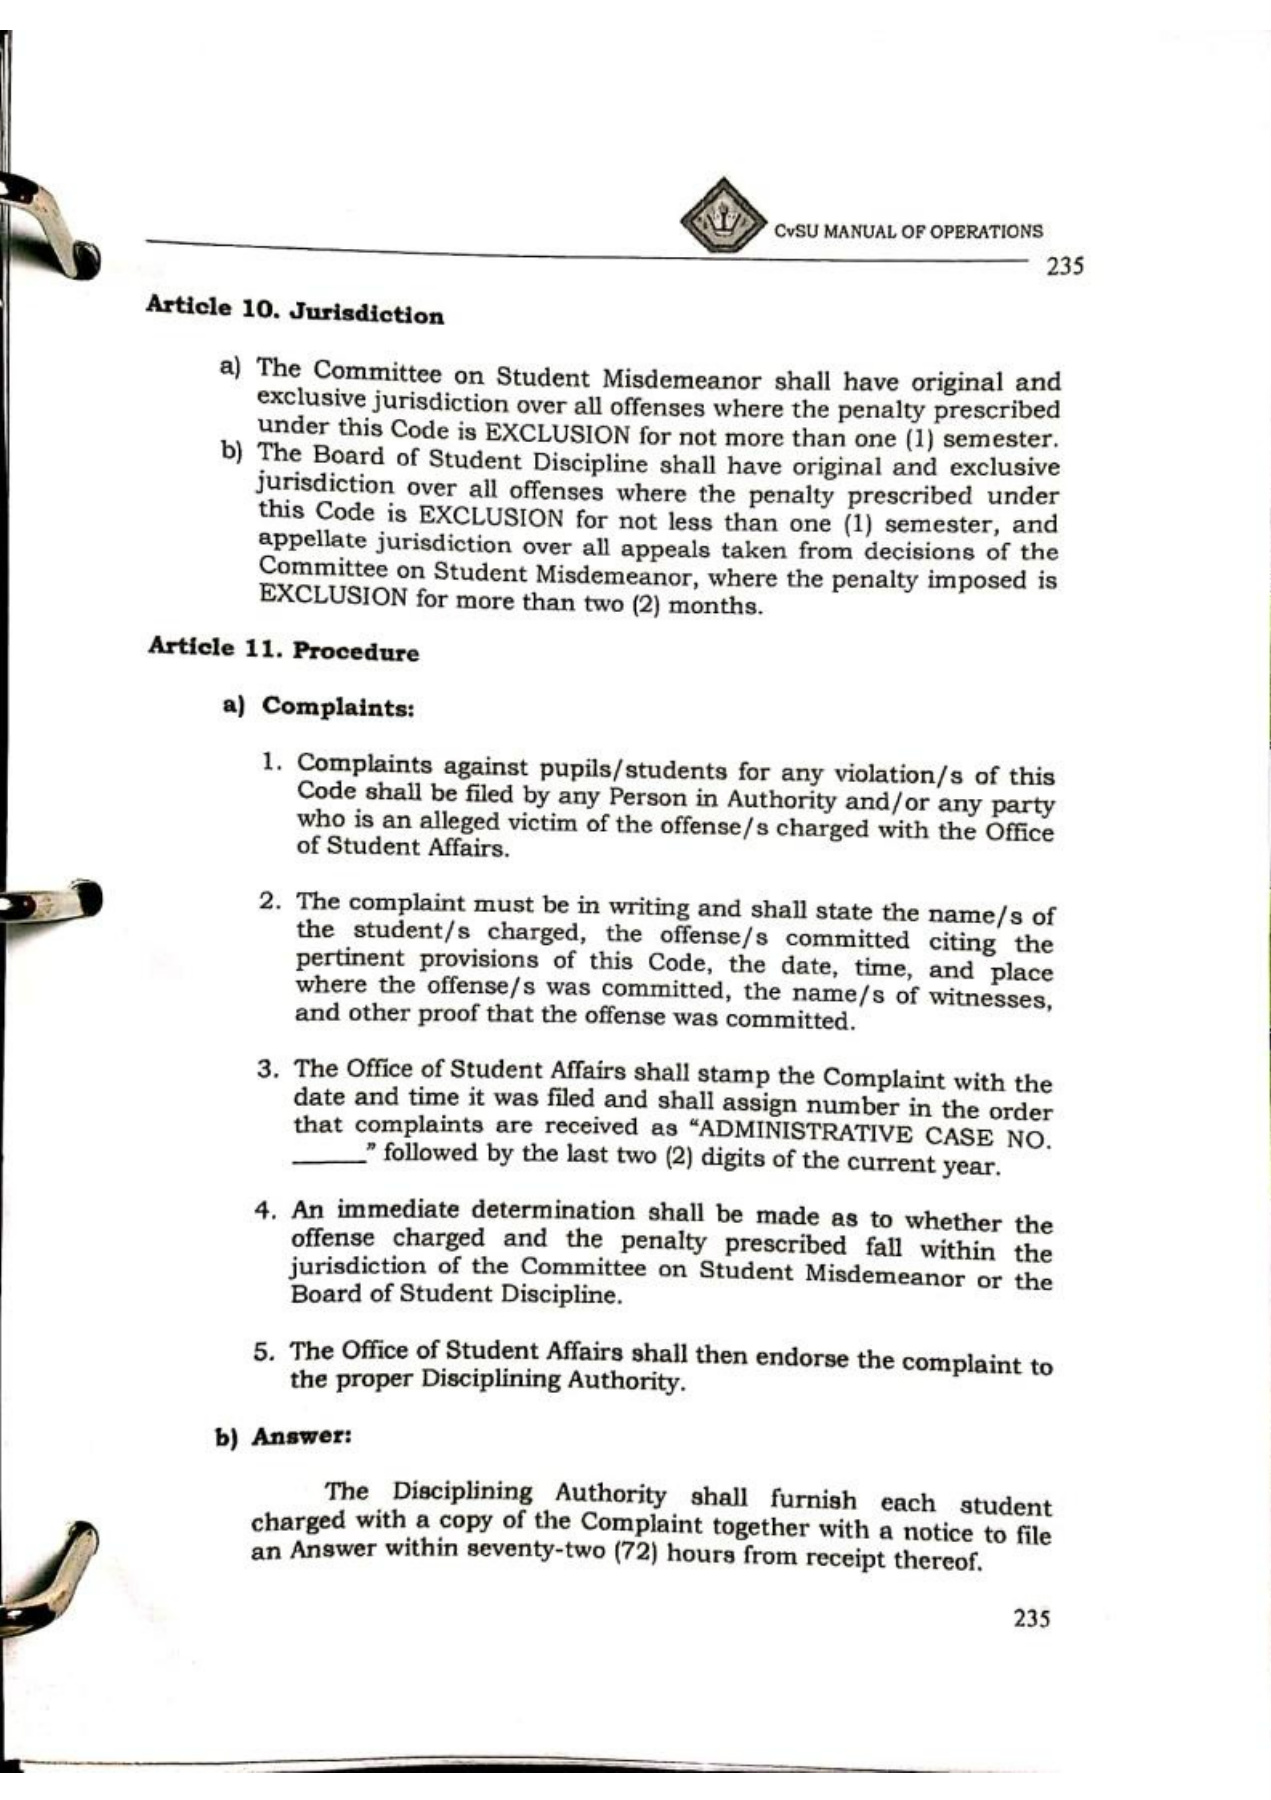 CvSU MANUAL OF OPERATIONS
235
Article 10. Jurisdiction
a) The Committee on Student Misdemeanor shall have original and
exclusive jurisdiction over all offenses where the penalty prescribed
under this Code is EXCLUSION for not more than one (1) semester.
b) The Board of Student Discipline shall have original and exclusive
jurisdiction over all offenses where the penalty prescribed under
this Code is EXCLUSION for not less than one (1) semester, and
appellate jurisdiction over all appeals taken from decisions of the
Committee on Student Misdemeanor, where the penalty imposed is
EXCLUSION for more than two (2) months.
Article 11. Procedure
a) Complaints:
1. Complaints against pupils/students for any violation/s of this
Code shall be filed by any Person in Authority and/or any party
who is an alleged victim of the offense/s charged with the Office
of Student Affairs.
2. The complaint must be in writing and shall state the name/s of
the student/s charged, the offense/s committed citing the
pertinent provisions of this Code, the date, time, and place
where the offense/s was committed, the name/s of witnesses,
and other proof that the offense was committed.
3. The Office of Student Affairs shall stamp the Complaint with the
date and time it was filed and shall assign number in the order
that complaints are received as “ADMINISTRATIVE CASE NO.
______” followed by the last two (2) digits of the current year.
4. An immediate determination shall be made as to whether the
offense charged and the penalty prescribed fall within the
jurisdiction of the Committee on Student Misdemeanor or the
Board of Student Discipline.
5. The Office of Student Affairs shall then endorse the complaint to
the proper Disciplining Authority.
b) Answer:
The Disciplining Authority shall furnish each student
charged with a copy of the Complaint together with a notice to file
an Answer within seventy-two (72) hours from receipt thereof.
235